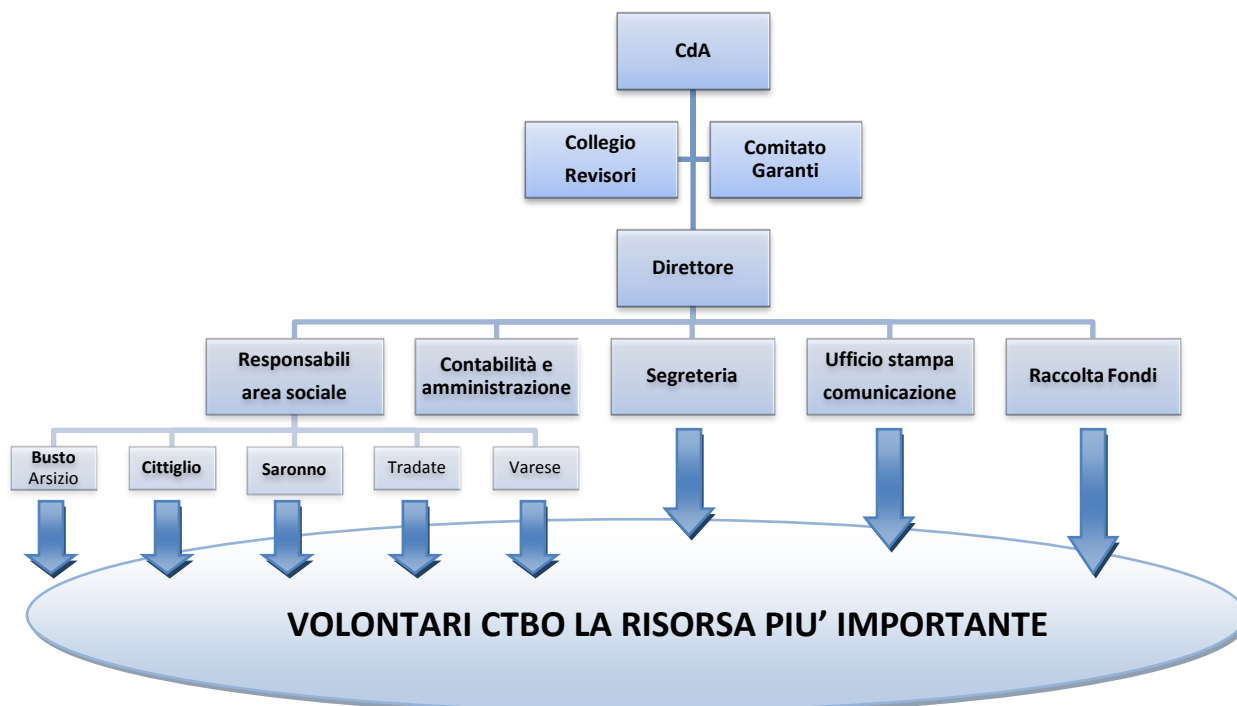 CdA
Collegio
Revisori
Comitato
Garanti
Direttore
Responsabili
area sociale
Contabilità e
amministrazione
Segreteria
Ufficio stampa
comunicazione
Raccolta Fondi
Busto
Arsizio
Cittiglio
Saronno
Tradate
Varese
VOLONTARI CTBO LA RISORSA PIU’ IMPORTANTE